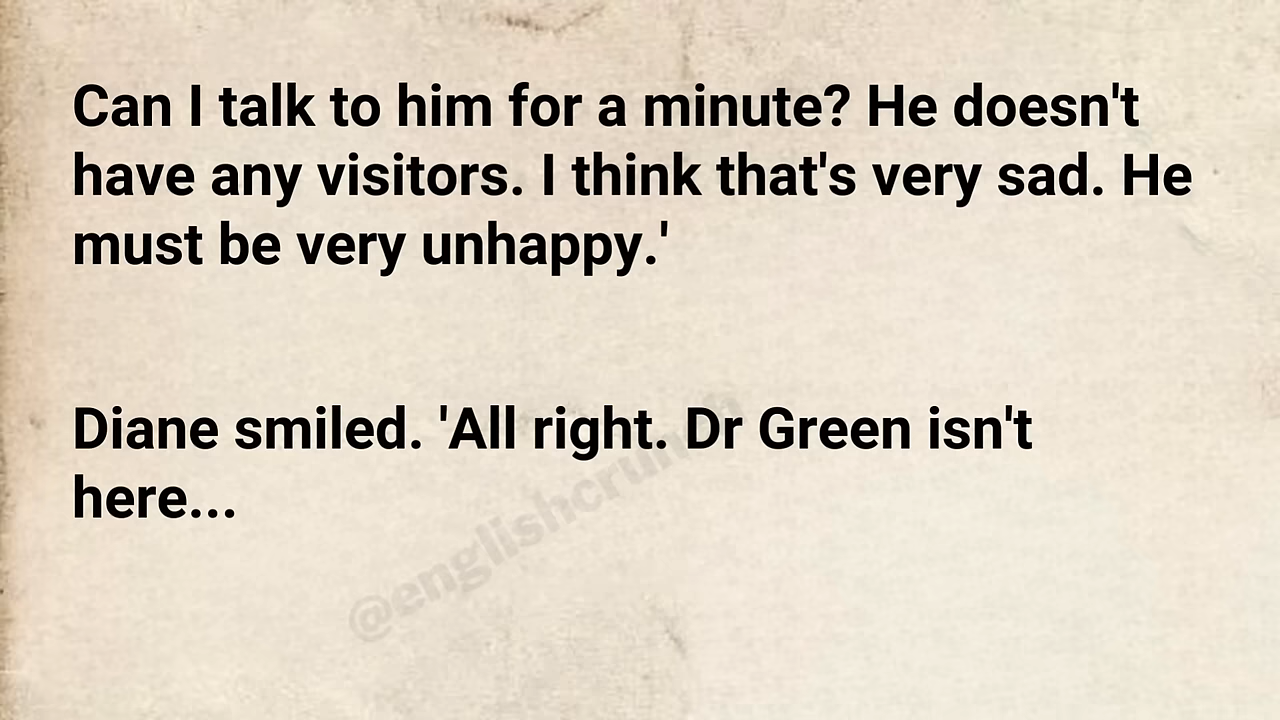 Can I talk to him for a minute? He doesn't
have any visitors. I think that's very sad. He
must be very unhappy.'
Diane smiled. 'All right. Dr Green isn't
here...
@englishcrunch